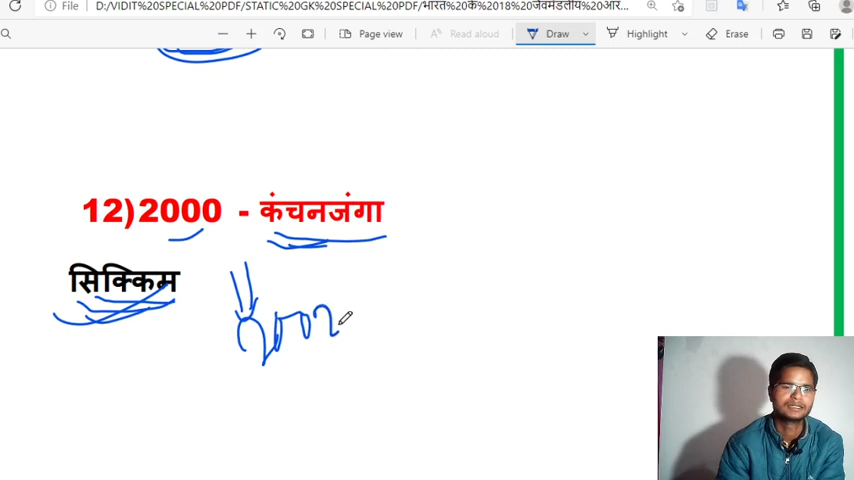 File D:/VIDIT%20SPECIAL%20PDF/STATIC%20GK%20SPECIAL%20PDF/भारत%20के%2018%20जैवमंडलीय%20आर...
Page view Read aloud Draw Highlight Erase
12) 2000 - कंचनजंगा
सिक्किम